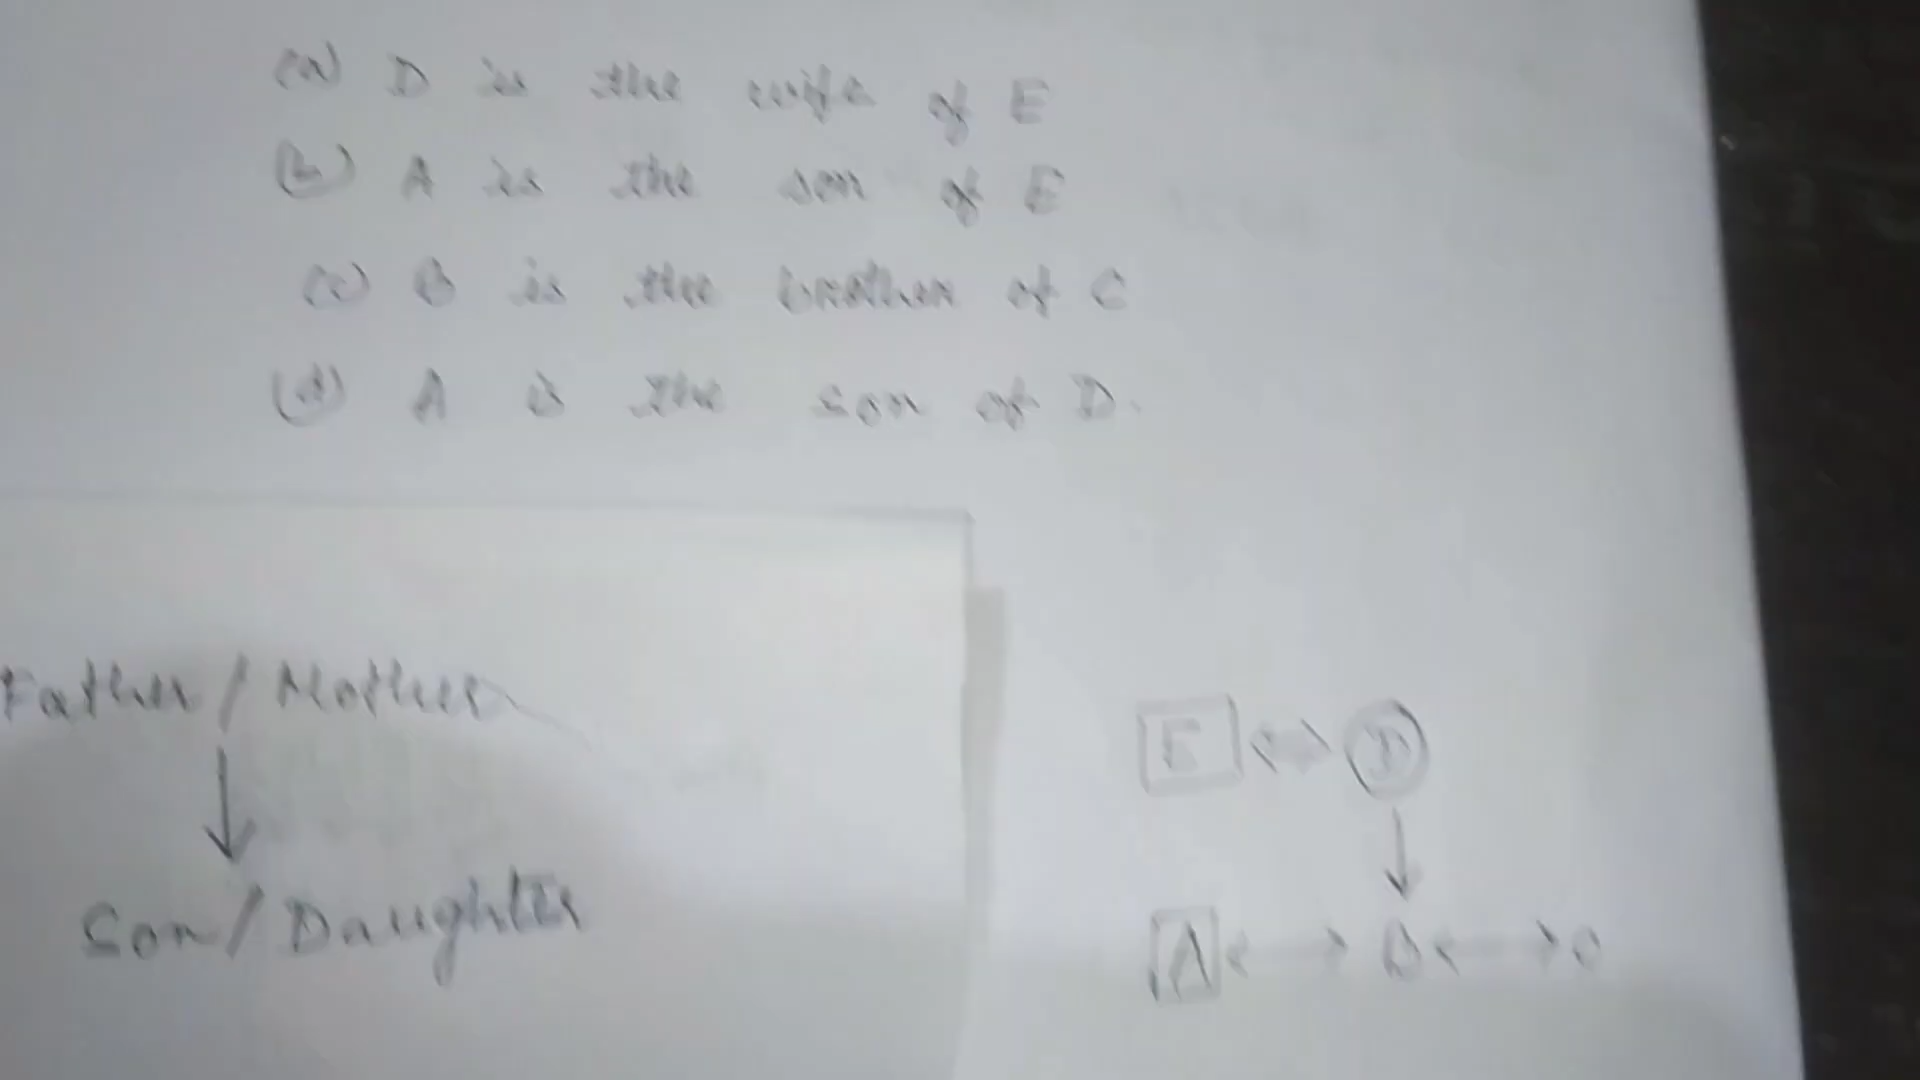 (a) D is the wife of E
(b) A is the son of E
(c) B is the brother of C
(d) A is the son of D.
Father / Mother
Son / Daughter
E D
A B C